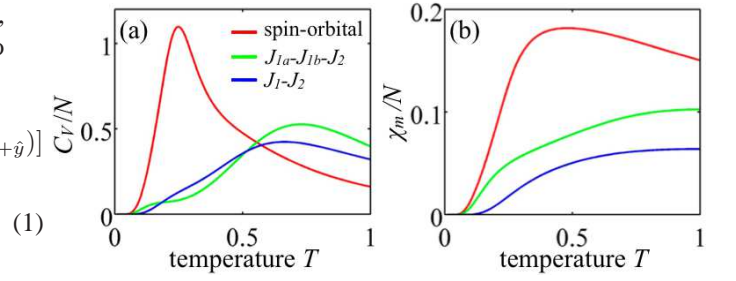 +ŷ)]
(1)
(a)
spin-orbital
J1a-J1b-J2
J1-J2
CV/N
1
0.5
0
0
0.5
1
temperature T
(b)
χm/N
0.2
0.1
0
0
0.5
1
temperature T